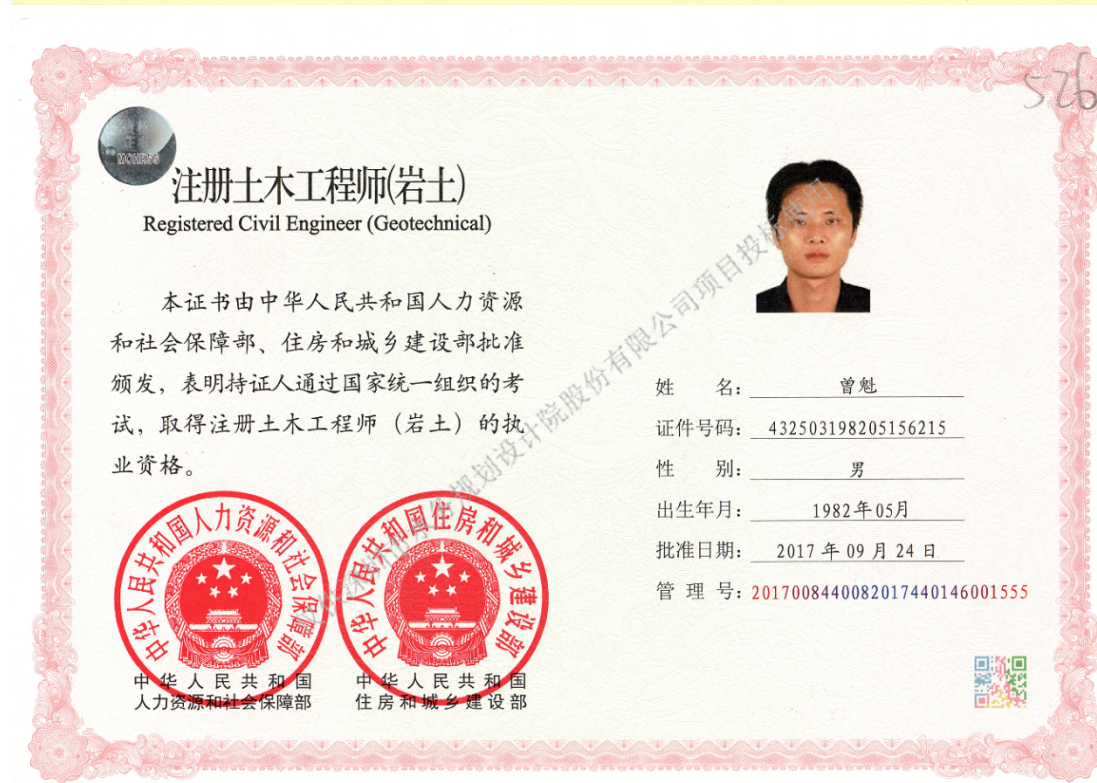 526
MOHRSS
注册土木工程师(岩土)
Registered Civil Engineer (Geotechnical)
本证书由中华人民共和国人力资源
和社会保障部、住房和城乡建设部批准
颁发，表明持证人通过国家统一组织的考
试，取得注册土木工程师（岩土）的执
业资格。
姓 名： 曾魁
证件号码： 432503198205156215
性 别： 男
出生年月： 1982年05月
批准日期： 2017年09月24日
管 理 号：2017008440082017440146001555
规划设计院股份有限公司项目投标
中华人民共和国人力资源和社会保障部
中华人民共和国住房和城乡建设部
中华人民共和国
人力资源和社会保障部
中华人民共和国
住房和城乡建设部